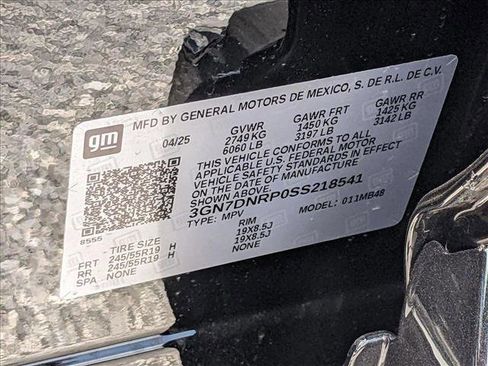 gm
MFD BY GENERAL MOTORS DE MEXICO, S. DE R.L. DE C.V.
04/25 GVWR GAWR FRT GAWR RR
2749 KG 1450 KG 1425 KG
6060 LB 3197 LB 3142 LB
THIS VEHICLE CONFORMS TO ALL
APPLICABLE U.S. FEDERAL MOTOR
VEHICLE SAFETY STANDARDS IN EFFECT
ON THE DATE OF MANUFACTURE
SHOWN ABOVE.
3GN7DNRP0SS218541
TYPE: MPV MODEL: 011MB48
8555
TIRE SIZE RIM
FRT 245/55R19 H 19X8.5J
RR 245/55R19 H 19X8.5J
SPA NONE NONE